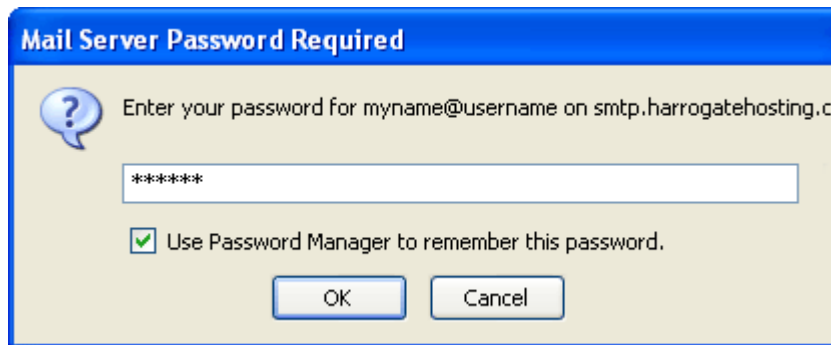 Mail Server Password Required
Enter your password for myname@username on smtp.harrogatehosting.c
******
Use Password Manager to remember this password.
OK
Cancel